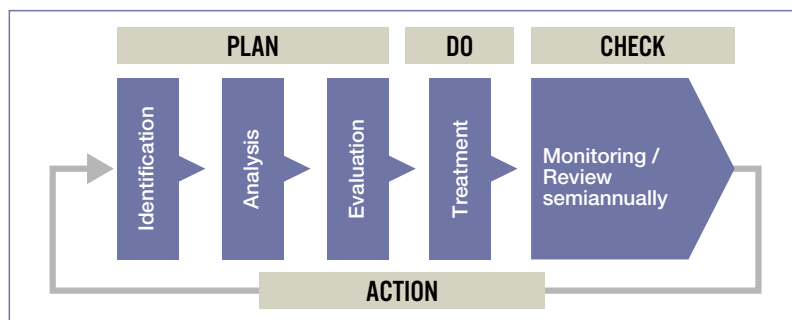 PLAN
DO
CHECK
Identification
Analysis
Evaluation
Treatment
Monitoring /
Review
semiannually
ACTION